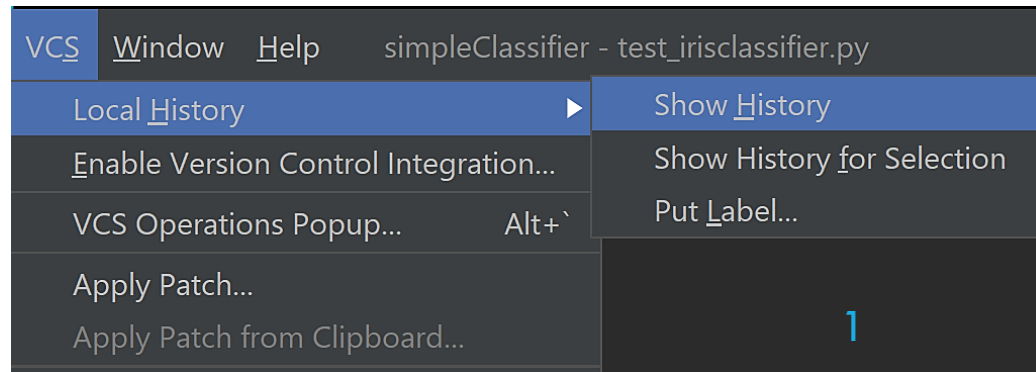 VCS Window Help simpleClassifier - test_irisclassifier.py
Local History
Enable Version Control Integration...
VCS Operations Popup... Alt+`
Apply Patch...
Apply Patch from Clipboard...
Show History
Show History for Selection
Put Label...
1